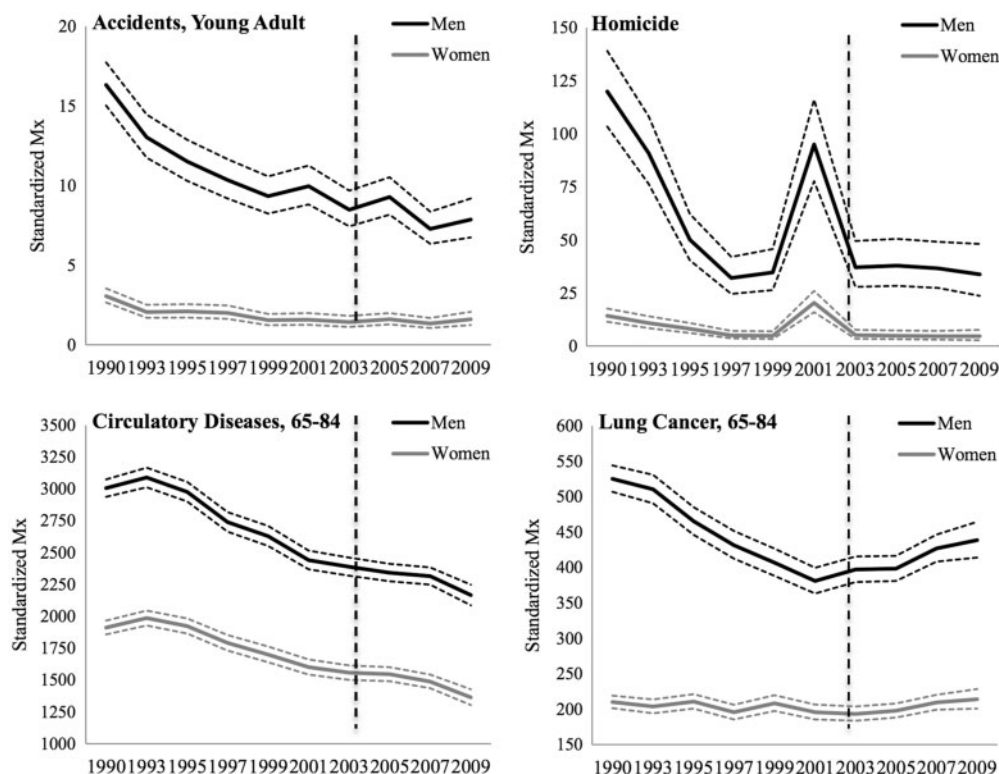 Accidents, Young Adult
Men
Women
Standardized Mx
20
15
10
5
0
1990 1993 1995 1997 1999 2001 2003 2005 2007 2009
Homicide
Men
Women
Standardized Mx
150
125
100
75
50
25
0
1990 1993 1995 1997 1999 2001 2003 2005 2007 2009
Circulatory Diseases, 65-84
Men
Women
Standardized Mx
3500
3250
3000
2750
2500
2250
2000
1750
1500
1250
1000
1990 1993 1995 1997 1999 2001 2003 2005 2007 2009
Lung Cancer, 65-84
Men
Women
Standardized Mx
600
550
500
450
400
350
300
250
200
150
1990 1993 1995 1997 1999 2001 2003 2005 2007 2009